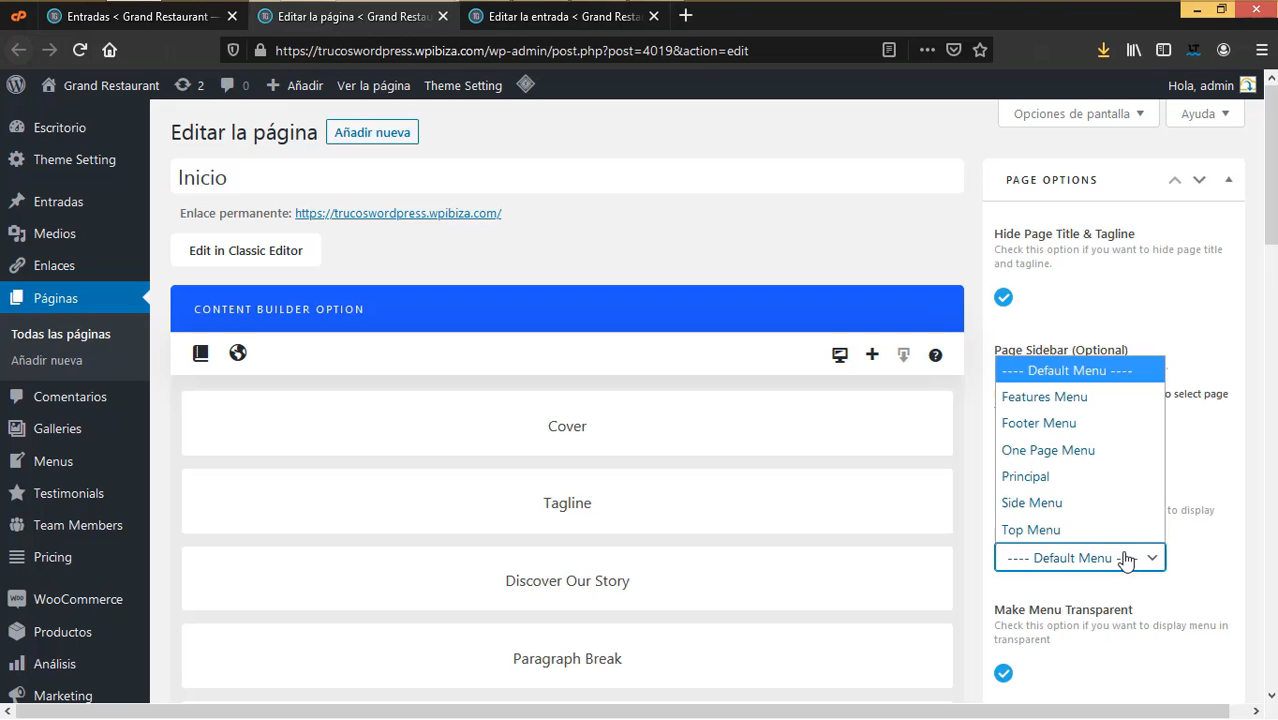 Entradas < Grand Restaurant —
Editar la página < Grand Restau
Editar la entrada < Grand Resta
https://trucoswordpress.wpibiza.com/wp-admin/post.php?post=4019&action=edit
Grand Restaurant
2
0
Añadir
Ver la página
Theme Setting
Hola, admin
Escritorio
Theme Setting
Entradas
Medios
Enlaces
Páginas
Todas las páginas
Añadir nueva
Comentarios
Galleries
Menus
Testimonials
Team Members
Pricing
WooCommerce
Productos
Análisis
Marketing
Opciones de pantalla
Ayuda
Editar la página
Añadir nueva
Inicio
Enlace permanente: https://trucoswordpress.wpibiza.com/
Edit in Classic Editor
CONTENT BUILDER OPTION
Cover
Tagline
Discover Our Story
Paragraph Break
PAGE OPTIONS
Hide Page Title & Tagline
Check this option if you want to hide page title
and tagline.
Page Sidebar (Optional)
o select page
---- Default Menu ----
Features Menu
Footer Menu
One Page Menu
Principal
Side Menu
Top Menu
to display
---- Default Menu ----
Make Menu Transparent
Check this option if you want to display menu in
transparent